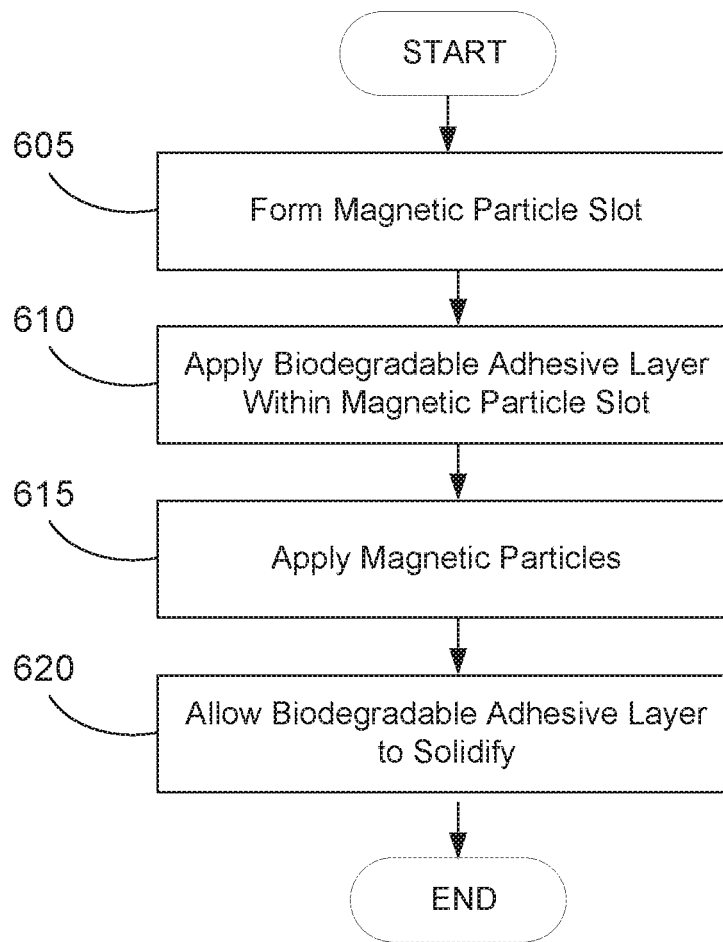 START
605
Form Magnetic Particle Slot
610
Apply Biodegradable Adhesive Layer
Within Magnetic Particle Slot
615
Apply Magnetic Particles
620
Allow Biodegradable Adhesive Layer
to Solidify
END